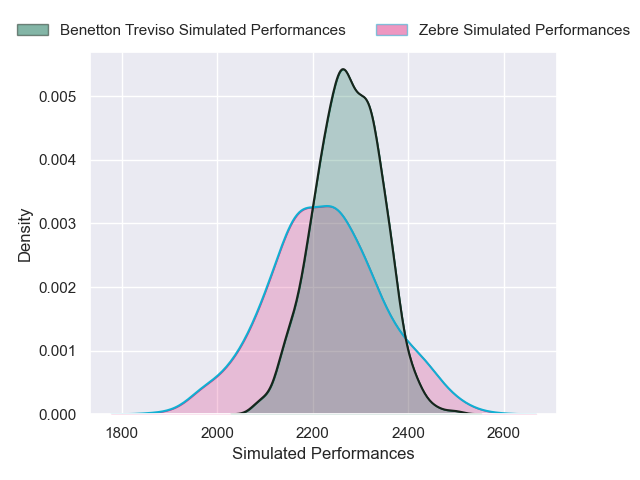 Benetton Treviso Simulated Performances Zebre Simulated Performances
0.005
0.004
0.003
0.002
0.001
0.000
Density
1800 2000 2200 2400 2600
Simulated Performances